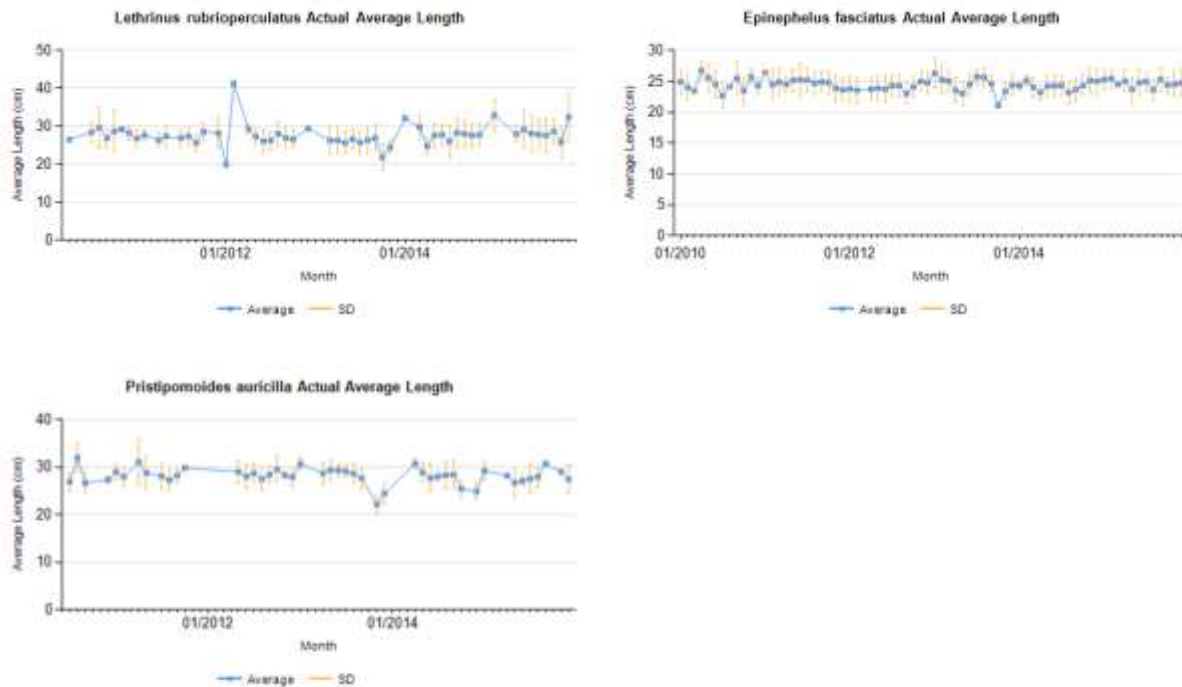 Lethrinus rubrioperculatus Actual Average Length
Average Length (cm)
50
40
30
20
10
0
01/2012
01/2014
Month
Average
SD
Epinephelus fasciatus Actual Average Length
Average Length (cm)
30
25
20
15
10
5
0
01/2010
01/2012
01/2014
Month
Average
SD
Pristipomoides auricilla Actual Average Length
Average Length (cm)
40
30
20
10
0
01/2012
01/2014
Month
Average
SD